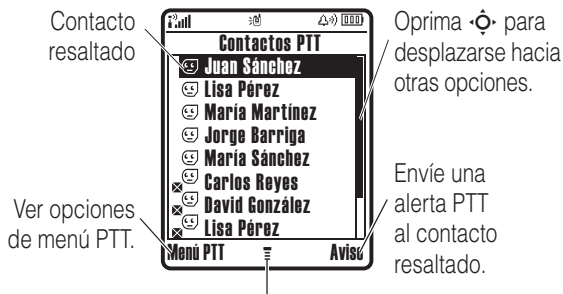 Contacto
resaltado
Contactos PTT
Juan Sánchez
Lisa Pérez
María Martínez
Jorge Barriga
María Sánchez
Carlos Reyes
David González
Lisa Pérez
Menú PTT
Aviso
Oprima para
desplazarse hacia
otras opciones.
Ver opciones
de menú PTT.
Envíe una
alerta PTT
al contacto
resaltado.